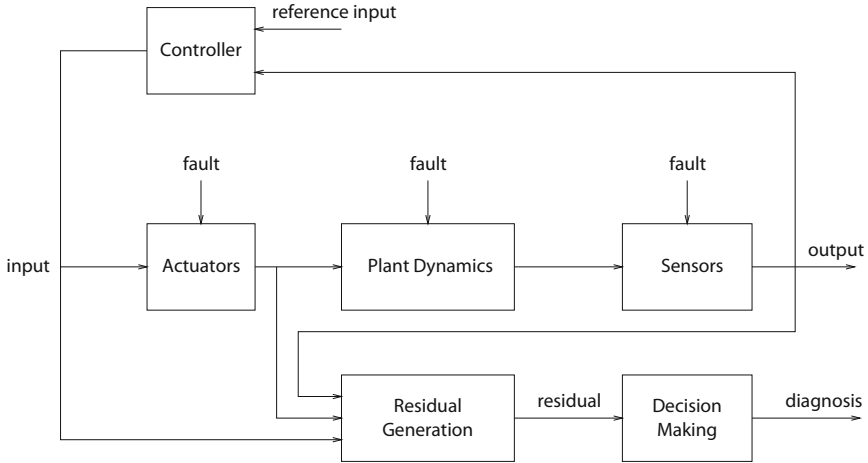 reference input
Controller
fault
fault
fault
input
Actuators
Plant Dynamics
Sensors
output
Residual
Generation
residual
Decision
Making
diagnosis